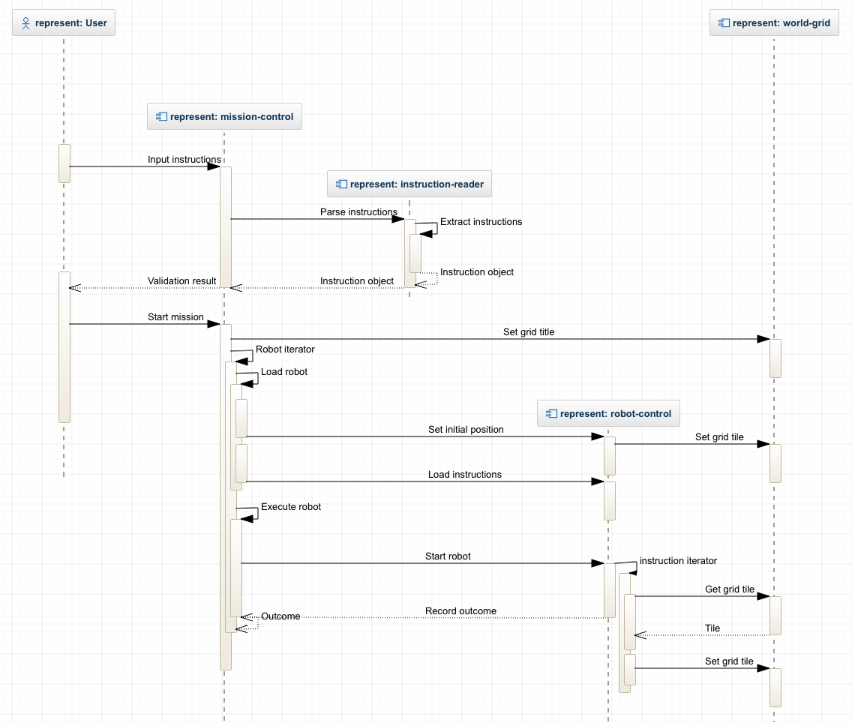 represent: User
represent: world-grid
represent: mission-control
Input instructions
represent: instruction-reader
Parse instructions
Extract instructions
Instruction object
Validation result
Instruction object
Start mission
Set grid title
Robot iterator
Load robot
represent: robot-control
Set initial position
Set grid tile
Load instructions
Execute robot
Start robot
instruction iterator
Get grid tile
Record outcome
Outcome
Tile
Set grid tile